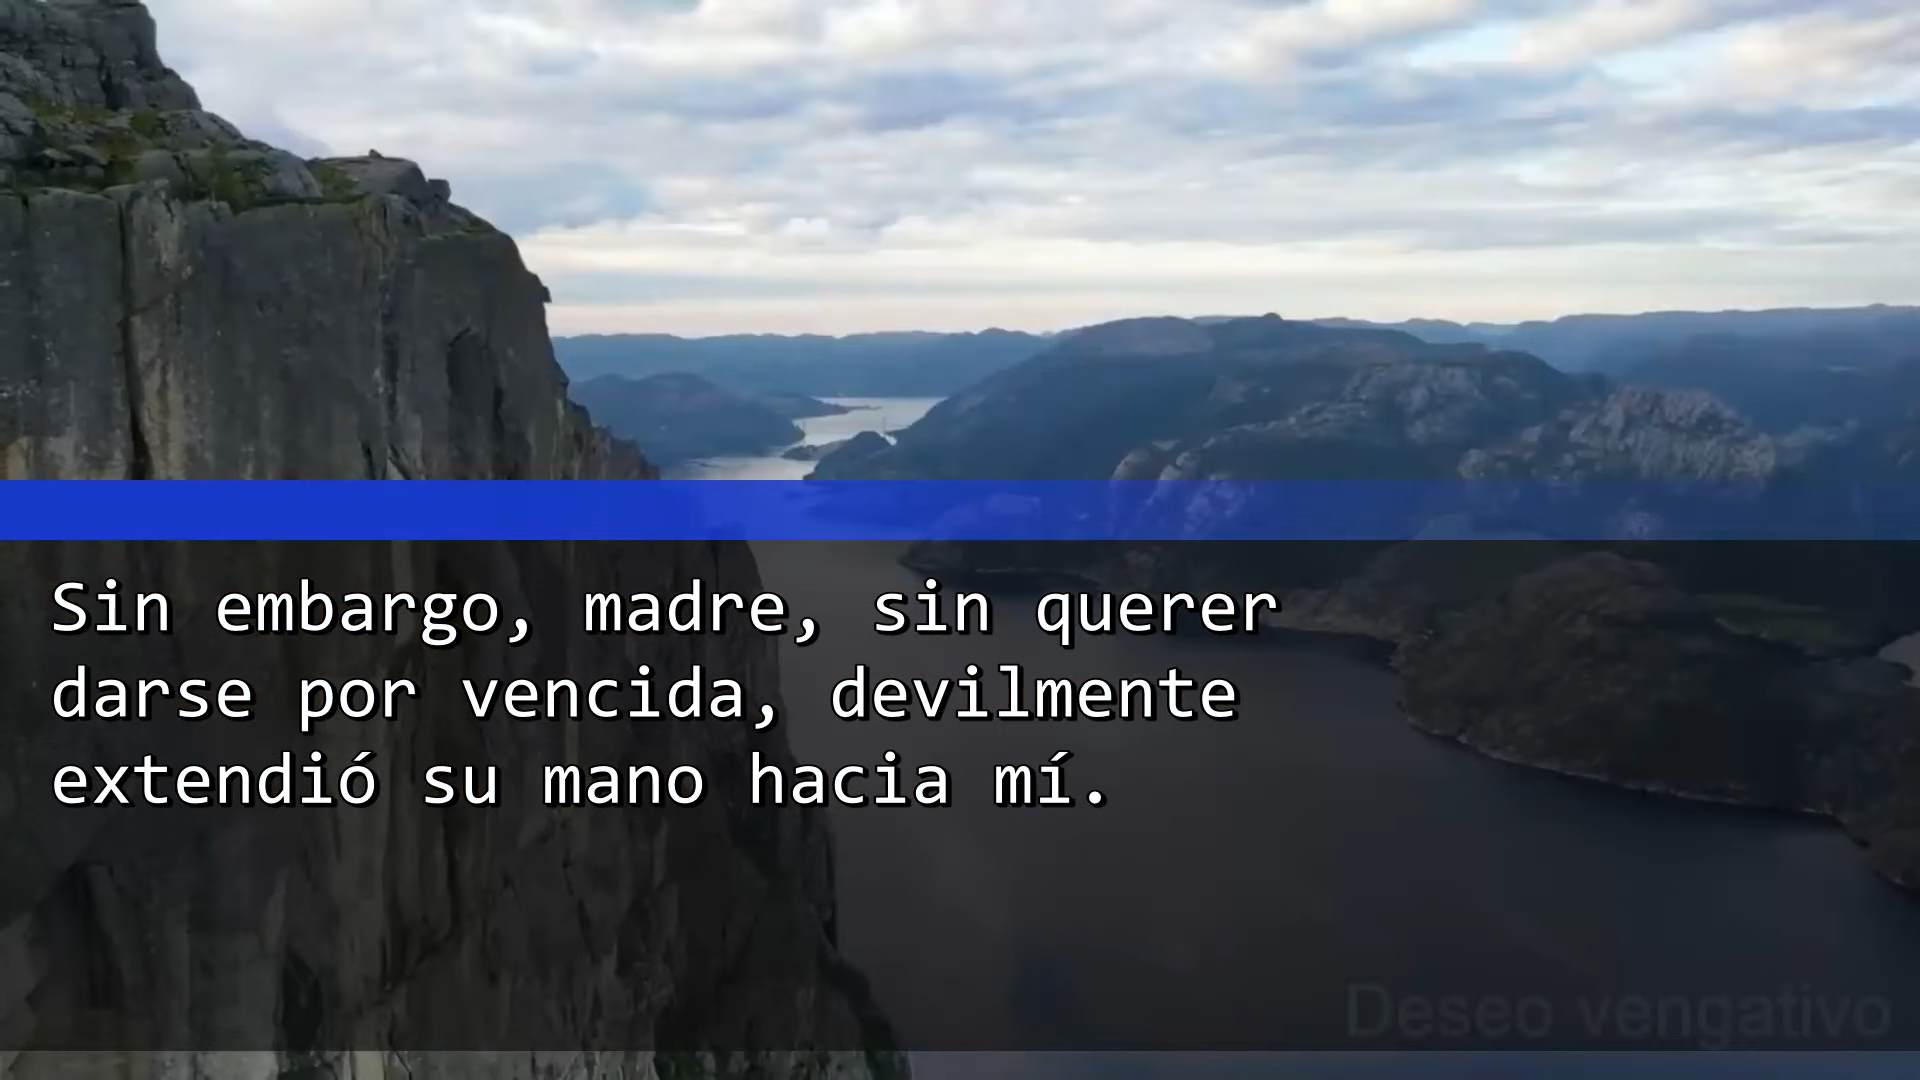 Sin embargo, madre, sin querer
darse por vencida, devilmente
extendió su mano hacia mí.
Deseo vengativo